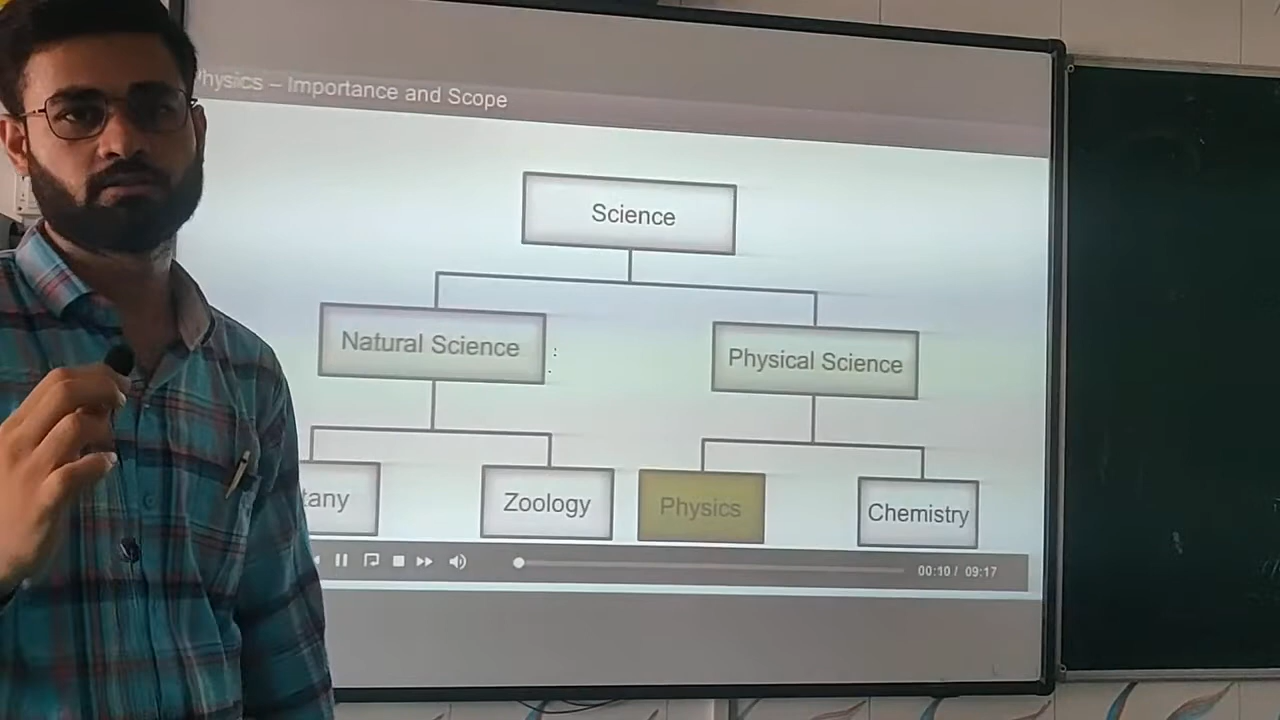 Physics – Importance and Scope
Science
Natural Science
:
:
Physical Science
tany
Zoology
Physics
Chemistry
00:10 / 09:17